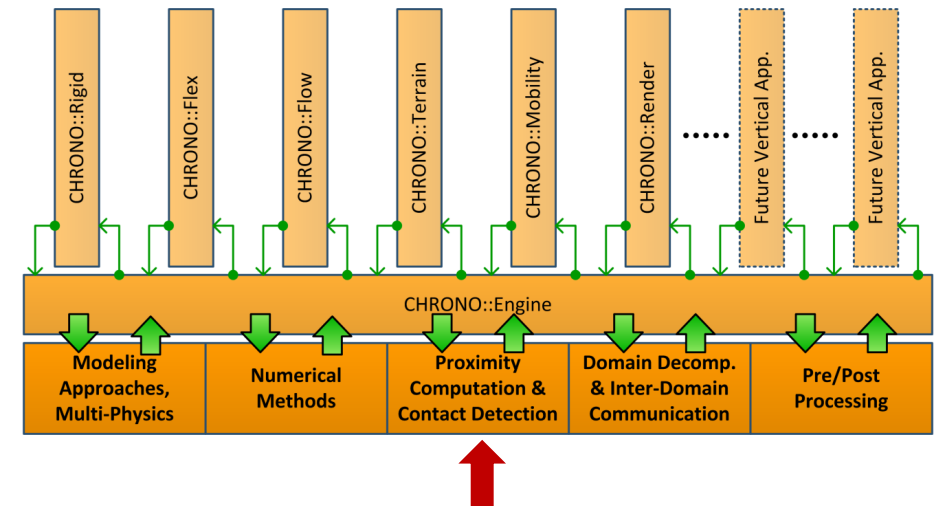 CHRONO::Rigid
CHRONO::Flex
CHRONO::Flow
CHRONO::Terrain
CHRONO::Mobility
CHRONO::Render
Future Vertical App.
Future Vertical App.
CHRONO::Engine
Modeling
Approaches,
Multi-Physics
Numerical
Methods
Proximity
Computation &
Contact Detection
Domain Decomp.
& Inter-Domain
Communication
Pre/Post
Processing